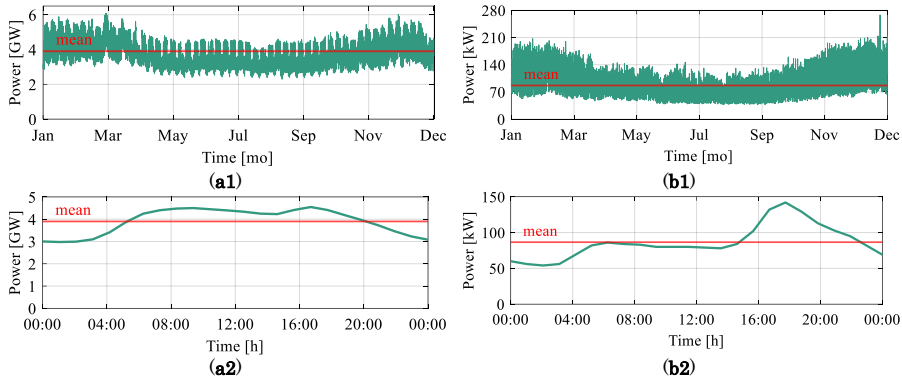 6
4
2
0
Power [GW]
mean
Jan Mar May Jul Sep Nov Dec
Time [mo]
(a1)
280
210
140
70
0
Power [kW]
mean
Jan Mar May Jul Sep Nov Dec
Time [mo]
(b1)
5
4
3
2
1
0
Power [GW]
mean
00:00 04:00 08:00 12:00 16:00 20:00 00:00
Time [h]
(a2)
150
100
50
0
Power [kW]
mean
00:00 04:00 08:00 12:00 16:00 20:00 00:00
Time [h]
(b2)